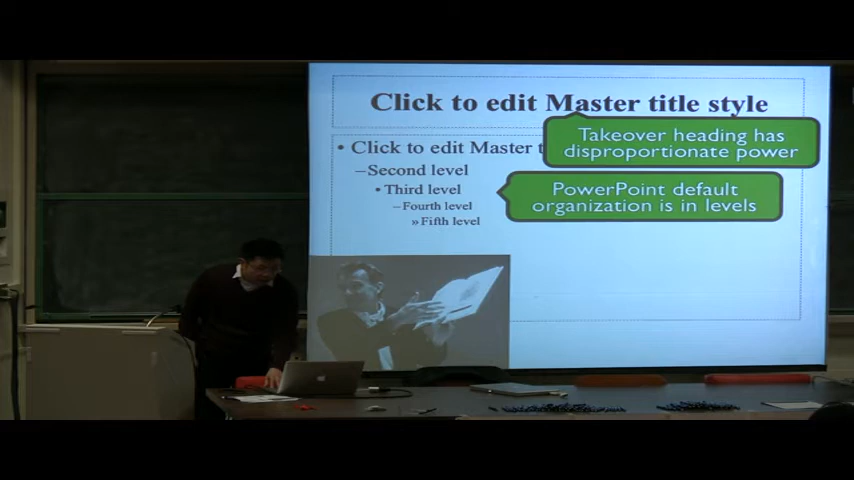 Click to edit Master title style
Takeover heading has
disproportionate power
• Click to edit Master t
–Second level
• Third level
–Fourth level
» Fifth level
PowerPoint default
organization is in levels